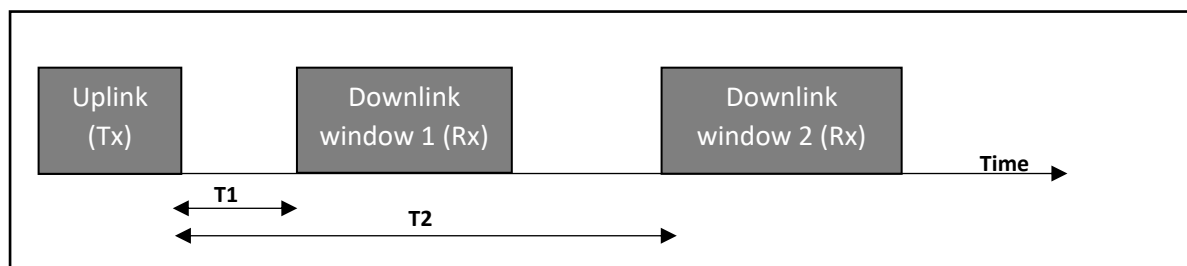 Uplink
(Tx)
Downlink
window 1 (Rx)
Downlink
window 2 (Rx)
Time
T1
T2